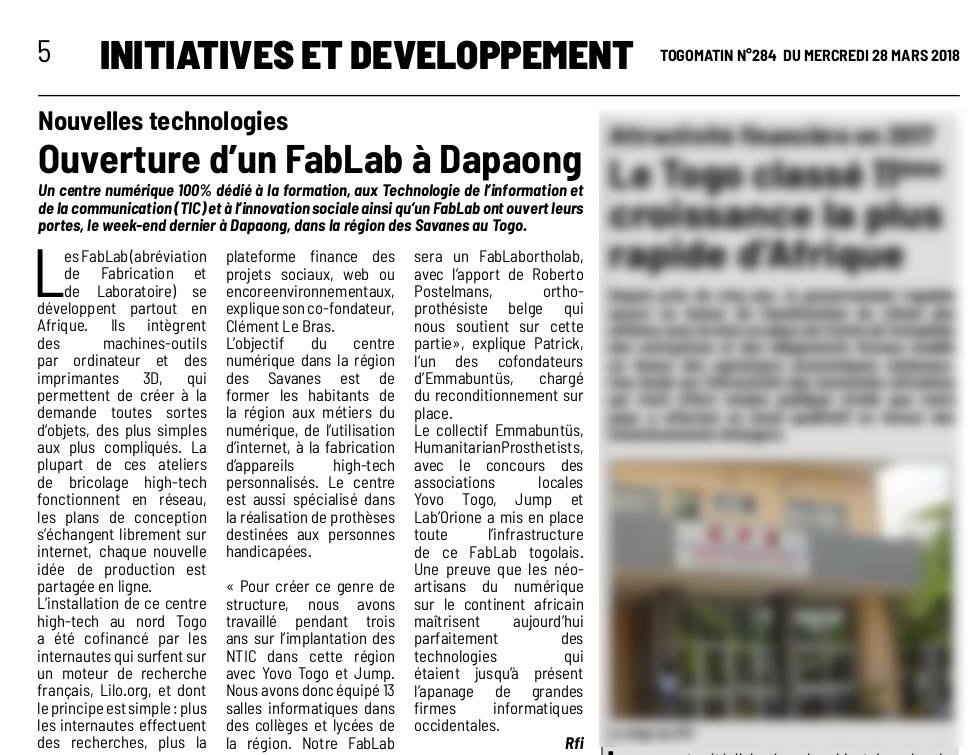 5
INITIATIVES ET DEVELOPPEMENT
TOGOMATIN N°284 DU MERCREDI 28 MARS 2018
Nouvelles technologies
Ouverture d'un FabLab à Dapaong
Un centre numérique 100% dédié à la formation, aux Technologie de l'information et
de la communication (TIC) et à l'innovation sociale ainsi qu'un FabLab ont ouvert leurs
portes, le week-end dernier à Dapaong, dans la région des Savanes au Togo.
Les FabLab (abréviation
de Fabrication et
de Laboratoire) se
développent partout en
Afrique. Ils intègrent
des machines-outils
par ordinateur et des
imprimantes 3D, qui
permettent de créer à la
demande toutes sortes
d'objets, des plus simples
aux plus compliqués. La
plupart de ces ateliers
de bricolage high-tech
fonctionnent en réseau,
les plans de conception
s'échangent librement sur
internet, chaque nouvelle
idée de production est
partagée en ligne.
L'installation de ce centre
high-tech au nord Togo
a été cofinancé par les
internautes qui surfent sur
un moteur de recherche
français, Lilo.org, et dont
le principe est simple : plus
les internautes effectuent
des recherches, plus la
plateforme finance des
projets sociaux, web ou
encore environnementaux,
explique son co-fondateur,
Clément Le Bras.
L'objectif du centre
numérique dans la région
des Savanes est de
former les habitants de
la région aux métiers du
numérique, de l'utilisation
d'internet, à la fabrication
d'appareils high-tech
personnalisés. Le centre
est aussi spécialisé dans
la réalisation de prothèses
destinées aux personnes
handicapées.
« Pour créer ce genre de
structure, nous avons
travaillé pendant trois
ans sur l'implantation des
NTIC dans cette région
avec Yovo Togo et Jump.
Nous avons donc équipé 13
salles informatiques dans
des collèges et lycées de
la région. Notre FabLab
sera un FabLabortholab,
avec l'apport de Roberto
Postelmans, ortho-
prothésiste belge qui
nous soutient sur cette
partie», explique Patrick,
l'un des cofondateurs
d'Emmabuntüs, chargé
du reconditionnement sur
place.
Le collectif Emmabuntüs,
HumanitarianProsthetists,
avec le concours des
associations locales
Yovo Togo, Jump et
Lab'Orione a mis en place
toute l'infrastructure
de ce FabLab togolais.
Une preuve que les néo-
artisans du numérique
sur le continent africain
maîtrisent aujourd'hui
parfaitement des
technologies qui
étaient jusqu'à présent
l'apanage de grandes
firmes informatiques
occidentales.
Rfi
Attractivité financière en 2017
Le Togo classé 11ème
croissance la plus
rapide d'Afrique